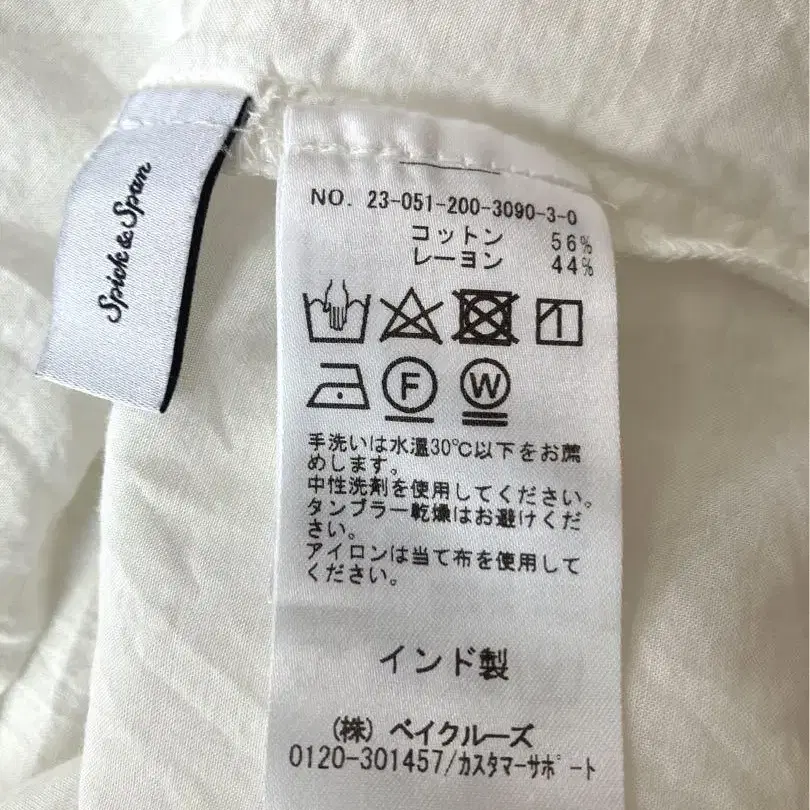 Spick & Span
NO. 23-051-200-3090-3-0
コットン 56%
レーヨン 44%
F
W
手洗いは水温30℃以下をお薦
めします。
中性洗剤を使用してください。
タンブラー乾燥はお避けくだ
さい。
アイロンは当て布を使用して
ください。
インド製
(株) ベイクルーズ
0120-301457/カスタマーサポート